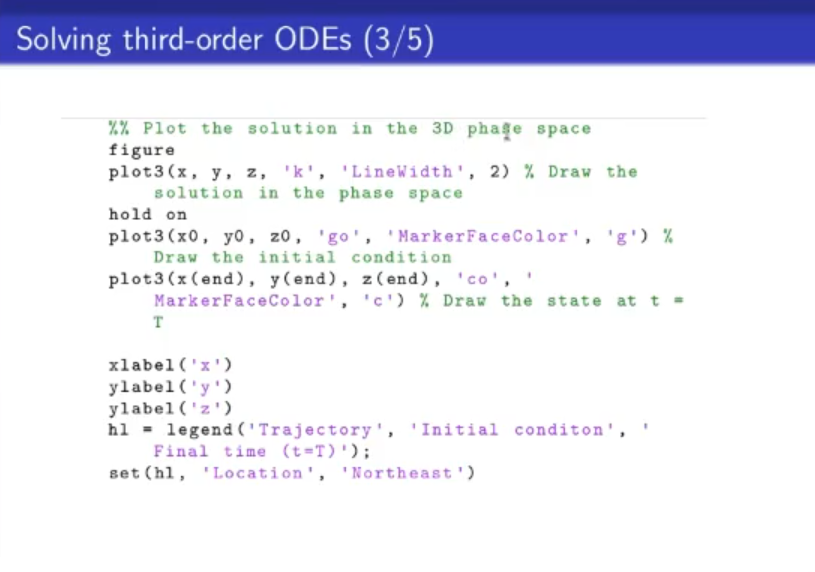 Solving third-order ODEs (3/5)
%% Plot the solution in the 3D phase space
figure
plot3(x, y, z, 'k', 'LineWidth', 2) % Draw the
solution in the phase space
hold on
plot3(x0, y0, z0, 'go', 'MarkerFaceColor', 'g') %
Draw the initial condition
plot3(x(end), y(end), z(end), 'co', '
MarkerFaceColor', 'c') % Draw the state at t =
T
xlabel('x')
ylabel('y')
ylabel('z')
hl = legend('Trajectory', 'Initial conditon', '
Final time (t=T)');
set(hl, 'Location', 'Northeast')